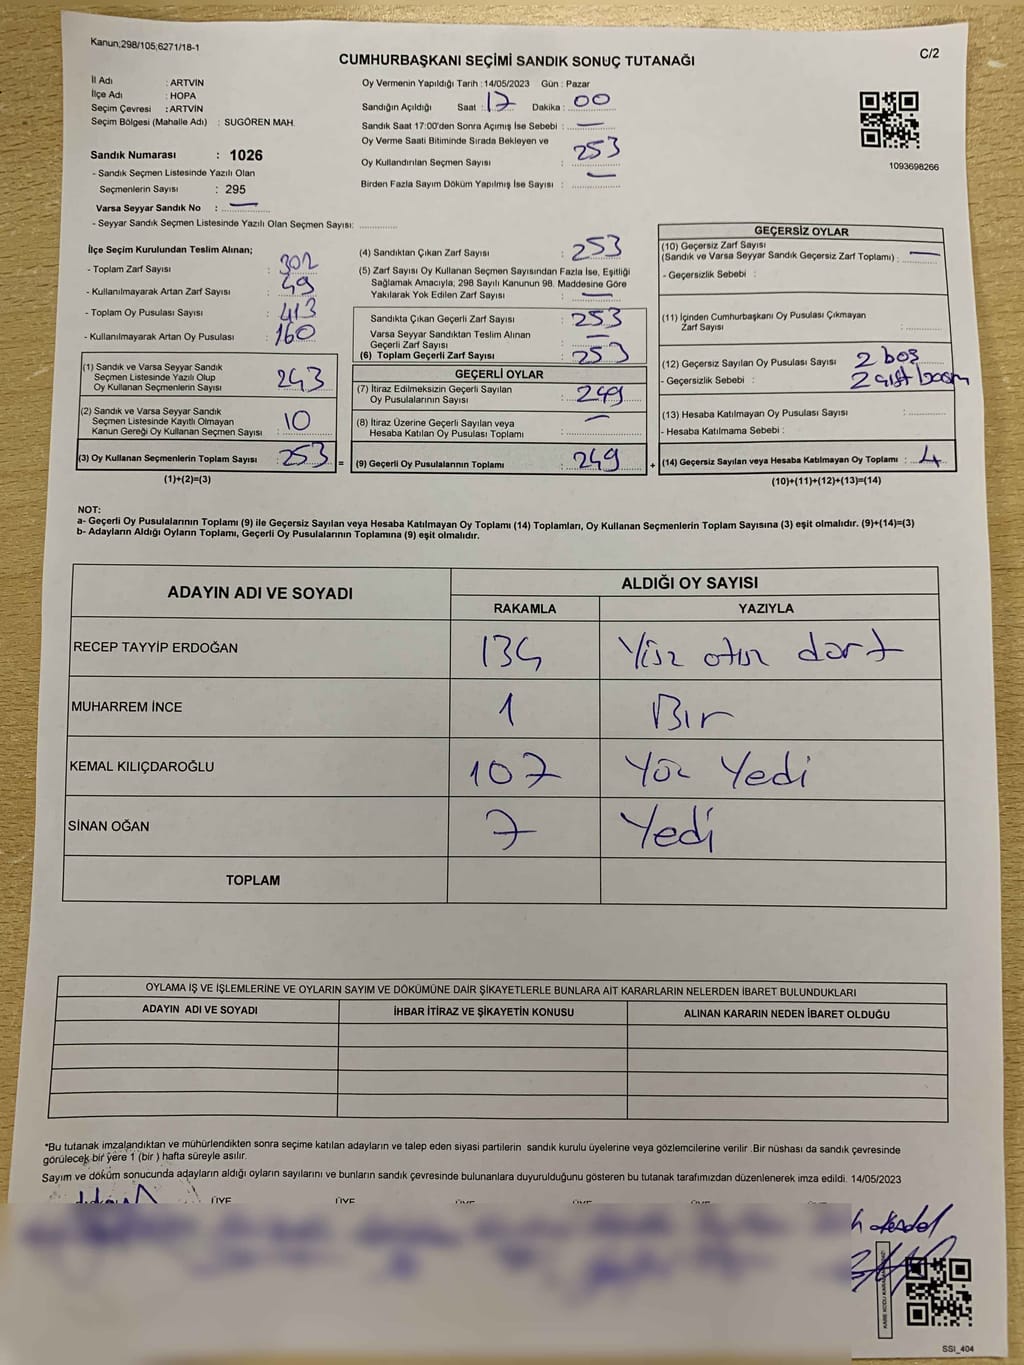 Kanun;298/105;6271/18-1
C/2
CUMHURBAŞKANI SEÇİMİ SANDIK SONUÇ TUTANAĞI
İl Adı : ARTVİN
İlçe Adı : HOPA
Seçim Çevresi : ARTVİN
Seçim Bölgesi (Mahalle Adı) : SUGÖREN MAH.
Sandık Numarası : 1026
- Sandık Seçmen Listesinde Yazılı Olan
Seçmenlerin Sayısı : 295
Varsa Seyyar Sandık No : —
- Seyyar Sandık Seçmen Listesinde Yazılı Olan Seçmen Sayısı:
Oy Vermenin Yapıldığı Tarih : 14/05/2023 Gün : Pazar
Sandığın Açıldığı Saat : 17 Dakika : 00
Sandık Saat 17:00'den Sonra Açımış İse Sebebi : —
Oy Verme Saati Bitiminde Sırada Bekleyen ve
Oy Kullandırılan Seçmen Sayısı : 253
Birden Fazla Sayım Döküm Yapılmış İse Sayısı : —
1093698266
İlçe Seçim Kurulundan Teslim Alınan;
- Toplam Zarf Sayısı : 302
- Kullanılmayarak Artan Zarf Sayısı : 49
- Toplam Oy Pusulası Sayısı : 413
- Kullanılmayarak Artan Oy Pusulası : 160
(1) Sandık ve Varsa Seyyar Sandık
Seçmen Listesinde Yazılı Olup
Oy Kullanan Seçmenlerin Sayısı : 243
(2) Sandık ve Varsa Seyyar Sandık
Seçmen Listesinde Kayıtlı Olmayan
Kanun Gereği Oy Kullanan Seçmen Sayısı : 10
(3) Oy Kullanan Seçmenlerin Toplam Sayısı : 253 =
(1)+(2)=(3)
(4) Sandıktan Çıkan Zarf Sayısı : 253
(5) Zarf Sayısı Oy Kullanan Seçmen Sayısından Fazla İse, Eşitliği
Sağlamak Amacıyla, 298 Sayılı Kanunun 98. Maddesine Göre
Yakılarak Yok Edilen Zarf Sayısı : —
Sandıkta Çıkan Geçerli Zarf Sayısı : 253
Varsa Seyyar Sandıktan Teslim Alınan
Geçerli Zarf Sayısı : —
(6) Toplam Geçerli Zarf Sayısı : 253
GEÇERLİ OYLAR
(7) İtiraz Edilmeksizin Geçerli Sayılan
Oy Pusulalarının Sayısı : 249
(8) İtiraz Üzerine Geçerli Sayılan veya
Hesaba Katılan Oy Pusulası Toplamı : —
(9) Geçerli Oy Pusulalarının Toplamı : 249 +
GEÇERSİZ OYLAR
(10) Geçersiz Zarf Sayısı
(Sandık ve Varsa Seyyar Sandık Geçersiz Zarf Toplamı) : —
- Geçersizlik Sebebi :
(11) İçinden Cumhurbaşkanı Oy Pusulası Çıkmayan
Zarf Sayısı :
(12) Geçersiz Sayılan Oy Pusulası Sayısı : 2 boş
- Geçersizlik Sebebi : 2 çift basım
(13) Hesaba Katılmayan Oy Pusulası Sayısı :
- Hesaba Katılmama Sebebi :
(14) Geçersiz Sayılan veya Hesaba Katılmayan Oy Toplamı : 4
(10)+(11)+(12)+(13)=(14)
NOT:
a- Geçerli Oy Pusulalarının Toplamı (9) ile Geçersiz Sayılan veya Hesaba Katılmayan Oy Toplamı (14) Toplamları, Oy Kullanan Seçmenlerin Toplam Sayısına (3) eşit olmalıdır. (9)+(14)=(3)
b- Adayların Aldığı Oyların Toplamı, Geçerli Oy Pusulalarının Toplamına (9) eşit olmalıdır.
ADAYIN ADI VE SOYADI
ALDIĞI OY SAYISI
RAKAMLA YAZIYLA
RECEP TAYYİP ERDOĞAN 134 Yüz otuz dört
MUHARREM İNCE 1 Bir
KEMAL KILIÇDAROĞLU 107 Yüz Yedi
SİNAN OĞAN 7 Yedi
TOPLAM
OYLAMA İŞ VE İŞLEMLERİNE VE OYLARIN SAYIM VE DÖKÜMÜNE DAİR ŞİKAYETLERLE BUNLARA AİT KARARLARIN NELERDEN İBARET BULUNDUKLARI
ADAYIN ADI VE SOYADI İHBAR İTİRAZ VE ŞİKAYETİN KONUSU ALINAN KARARIN NEDEN İBARET OLDUĞU
*Bu tutanak imzalandıktan ve mühürlendikten sonra seçime katılan adayların ve talep eden siyasi partilerin sandık kurulu üyelerine veya gözlemcilerine verilir .Bir nüshası da sandık çevresinde
görülecek bir yere 1 (bir ) hafta süreyle asılır.
Sayım ve döküm sonucunda adayların aldığı oyların sayılarını ve bunların sandık çevresinde bulunanlara duyurulduğunu gösteren bu tutanak tarafımızdan düzenlenerek imza edildi. 14/05/2023
ÜYE ÜYE ÜYE ÜYE ÜYE
SSI_404